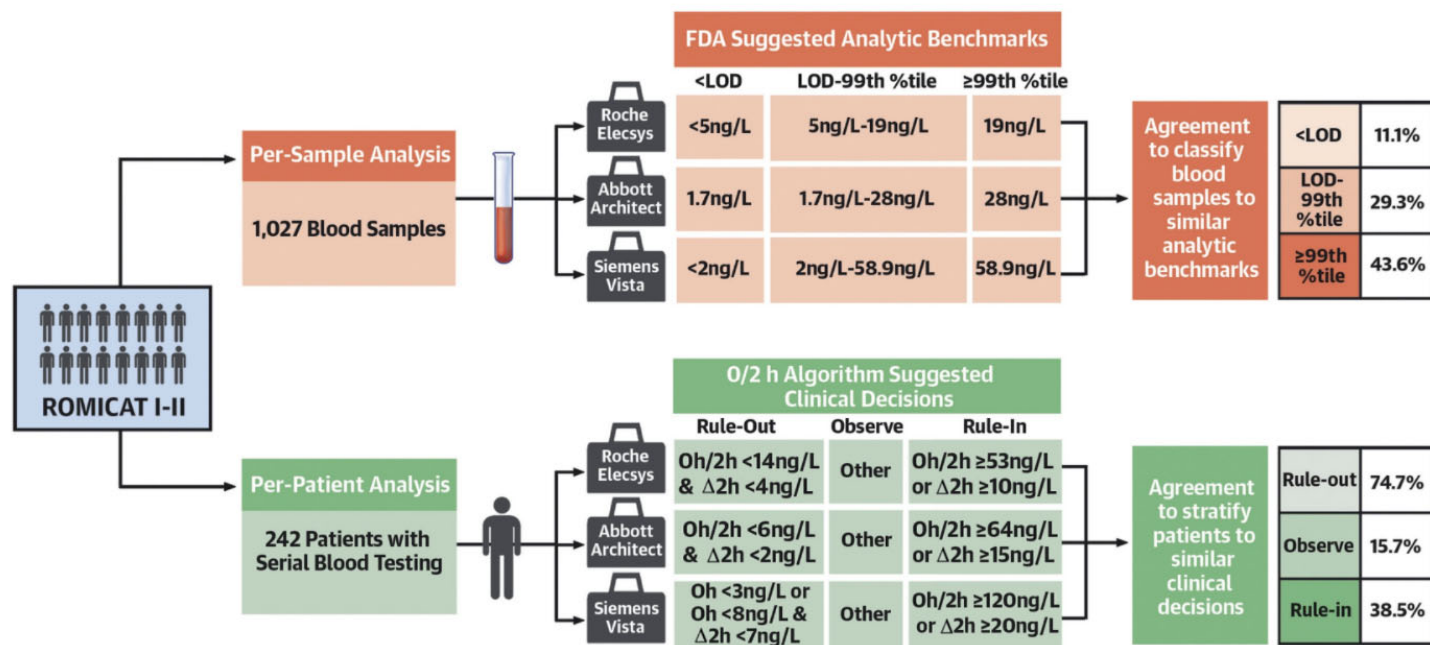 FDA Suggested Analytic Benchmarks
<LOD LOD-99th %tile ≥99th %tile
Per-Sample Analysis
1,027 Blood Samples
Roche
Elecsys
<5ng/L 5ng/L-19ng/L 19ng/L
Abbott
Architect
1.7ng/L 1.7ng/L-28ng/L 28ng/L
Siemens
Vista
<2ng/L 2ng/L-58.9ng/L 58.9ng/L
Agreement
to classify
blood
samples to
similar
analytic
benchmarks
<LOD 11.1%
LOD-
99th
%tile
29.3%
≥99th
%tile
43.6%
ROMICAT I-II
0/2 h Algorithm Suggested
Clinical Decisions
Rule-Out Observe Rule-In
Per-Patient Analysis
242 Patients with
Serial Blood Testing
Roche
Elecsys
Oh/2h <14ng/L
& Δ2h <4ng/L
Other
Oh/2h ≥53ng/L
or Δ2h ≥10ng/L
Abbott
Architect
Oh/2h <6ng/L
& Δ2h <2ng/L
Other
Oh/2h ≥64ng/L
or Δ2h ≥15ng/L
Siemens
Vista
Oh <3ng/L or
Oh <8ng/L &
Δ2h <7ng/L
Other
Oh/2h ≥120ng/L
or Δ2h ≥20ng/L
Agreement
to stratify
patients to
similar
clinical
decisions
Rule-out 74.7%
Observe 15.7%
Rule-in 38.5%